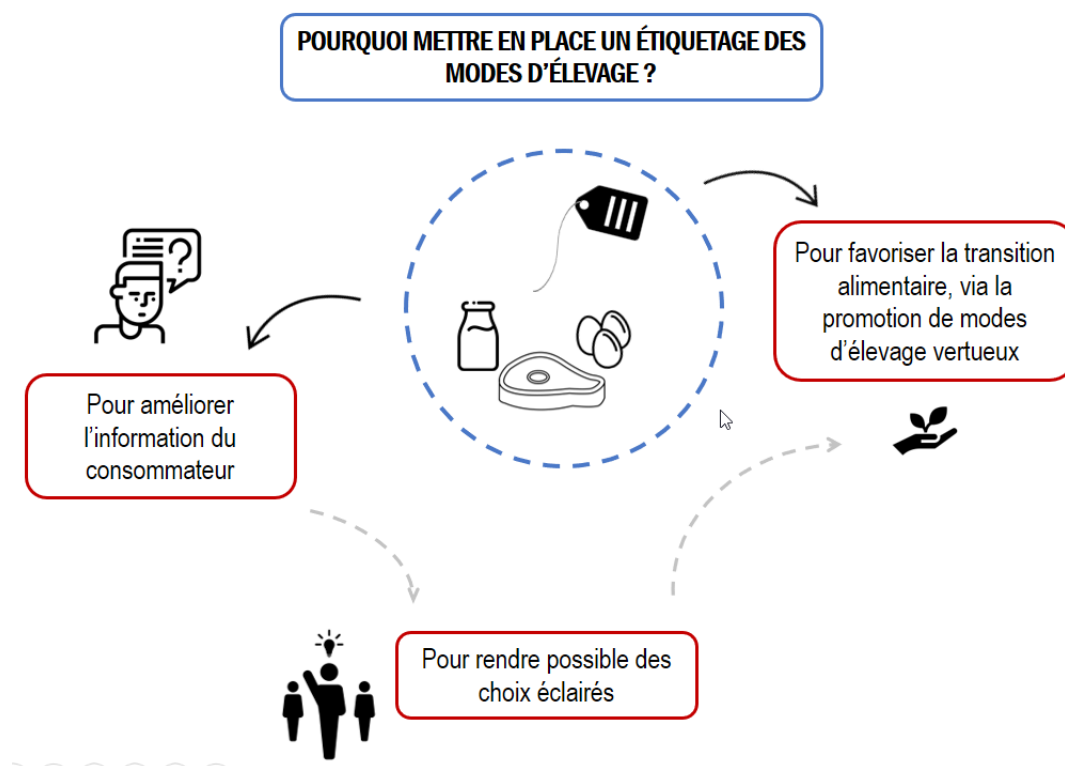 POURQUOI METTRE EN PLACE UN ÉTIQUETAGE DES
MODES D'ÉLEVAGE ?
Pour favoriser la transition
alimentaire, via la
promotion de modes
d'élevage vertueux
Pour améliorer
l'information du
consommateur
Pour rendre possible des
choix éclairés